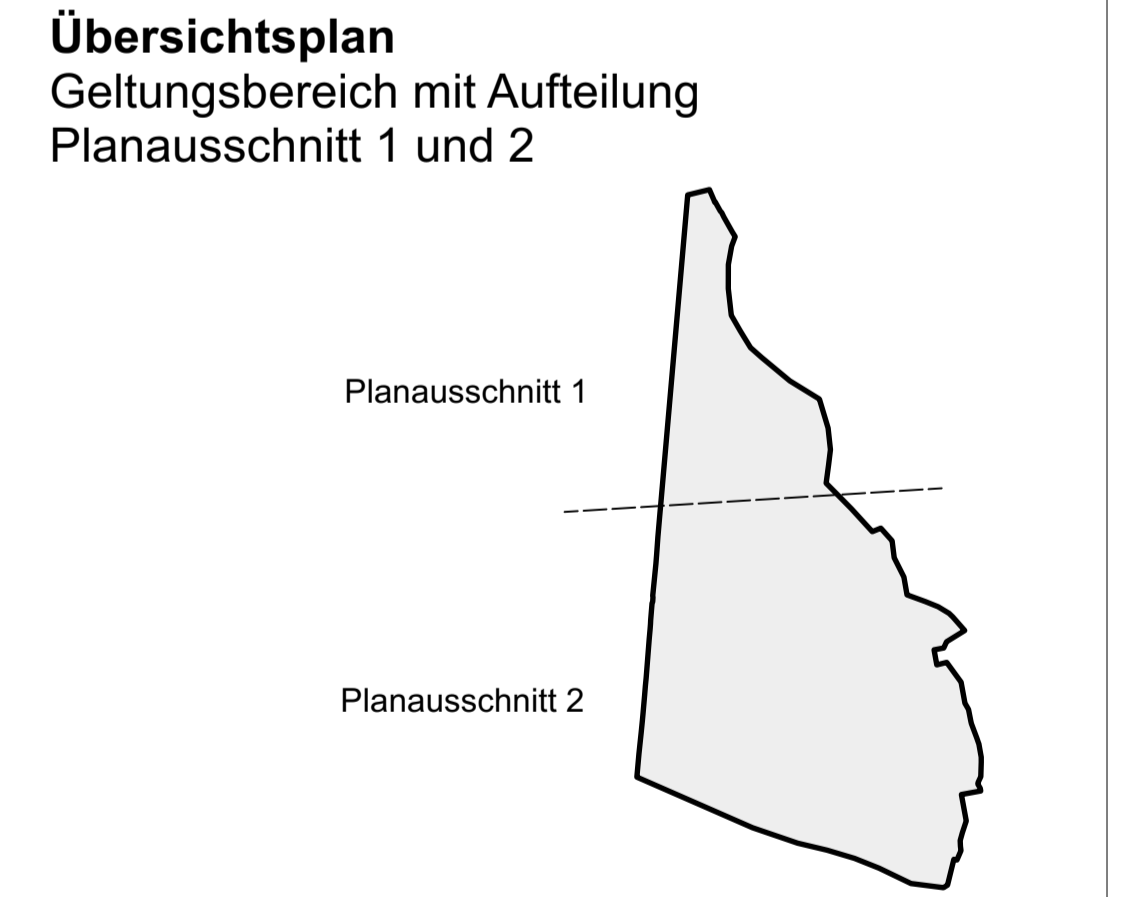 Übersichtsplan
Geltungsbereich mit Aufteilung
Planausschnitt 1 und 2
Planausschnitt 1
Planausschnitt 2